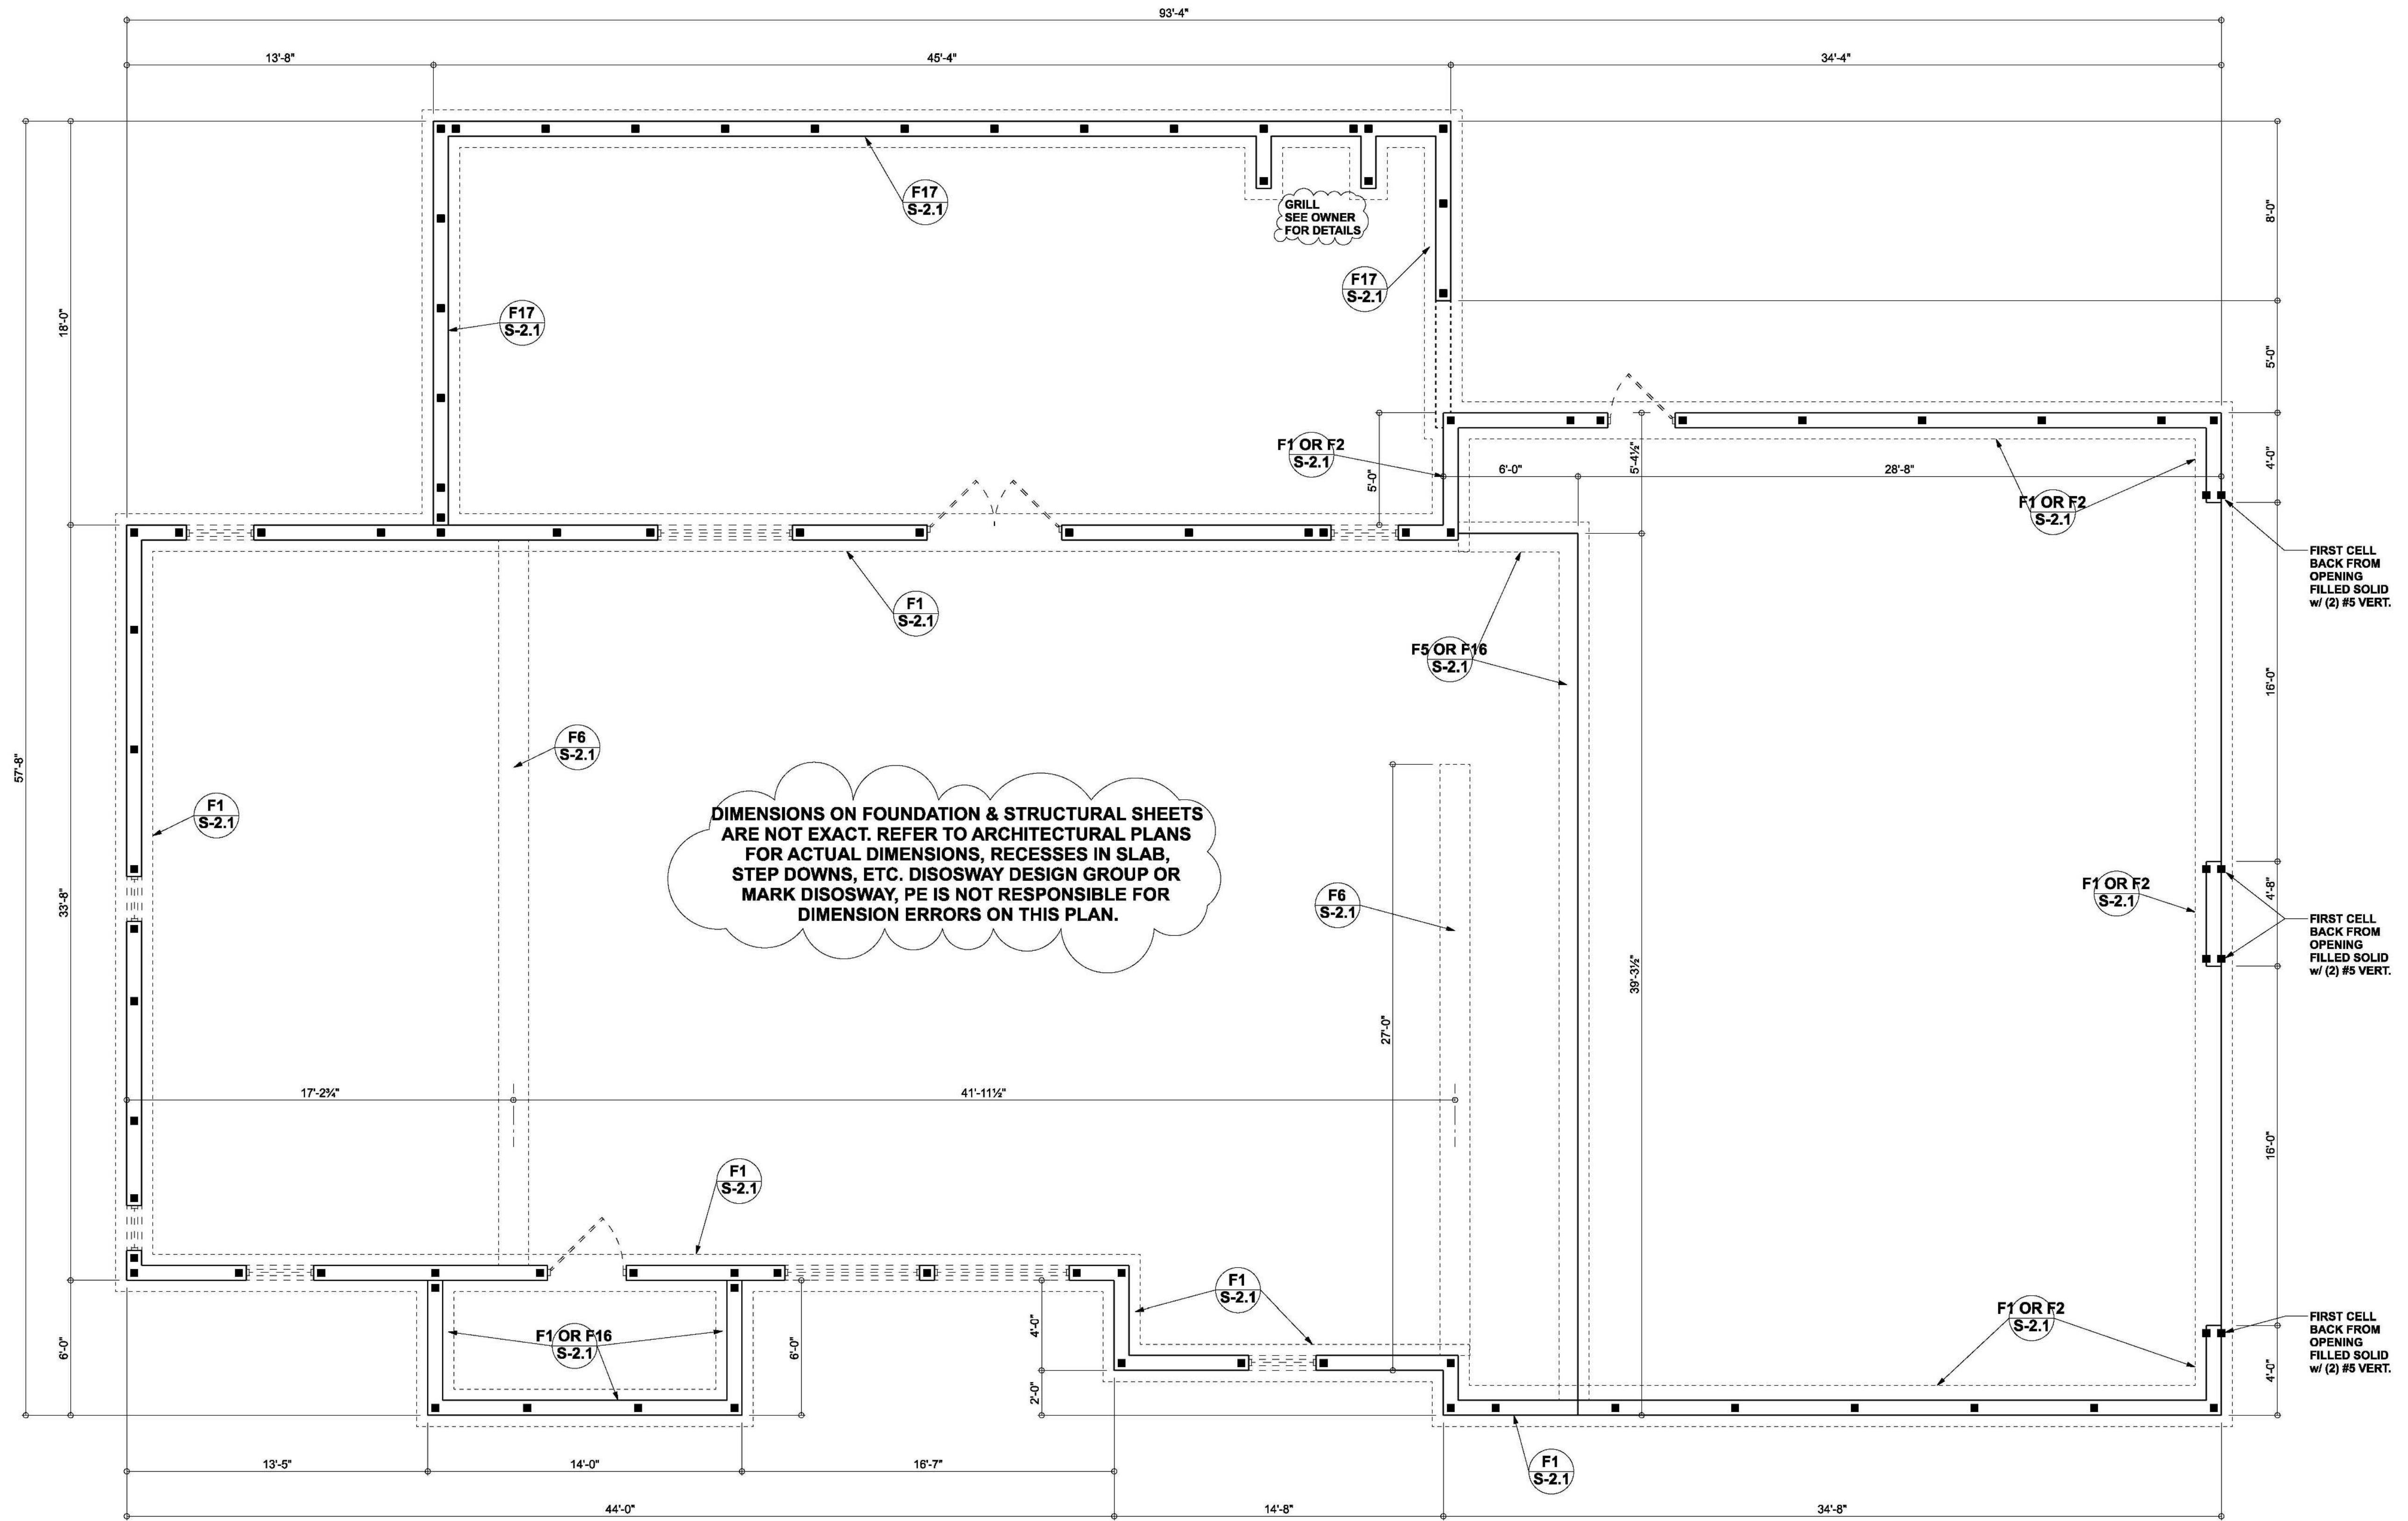 93'-4"
13'-8"
45'-4"
34'-4"
F17
S-2.1
GRILL
SEE OWNER
FOR DETAILS
8'-0"
F17
S-2.1
F17
S-2.1
18'-0"
5'-0"
F1 OR F2
S-2.1
5'-0"
6'-0"
5'-4½"
28'-8"
4'-0"
F1 OR F2
S-2.1
FIRST CELL
BACK FROM
OPENING
FILLED SOLID
w/ (2) #5 VERT.
F1
S-2.1
F5 OR F16
S-2.1
16'-0"
F6
S-2.1
57'-8"
F1
S-2.1
DIMENSIONS ON FOUNDATION & STRUCTURAL SHEETS
ARE NOT EXACT. REFER TO ARCHITECTURAL PLANS
FOR ACTUAL DIMENSIONS, RECESSES IN SLAB,
STEP DOWNS, ETC. DISOSWAY DESIGN GROUP OR
MARK DISOSWAY, PE IS NOT RESPONSIBLE FOR
DIMENSION ERRORS ON THIS PLAN.
33'-8"
F6
S-2.1
F1 OR F2
S-2.1
4'-8"
FIRST CELL
BACK FROM
OPENING
FILLED SOLID
w/ (2) #5 VERT.
39'-3½"
27'-0"
17'-2¾"
41'-11½"
16'-0"
F1
S-2.1
F1
S-2.1
F1 OR F2
S-2.1
FIRST CELL
BACK FROM
OPENING
FILLED SOLID
w/ (2) #5 VERT.
6'-0"
F1 OR F16
S-2.1
6'-0"
4'-0"
2'-0"
4'-0"
F1
S-2.1
13'-5"
14'-0"
16'-7"
44'-0"
14'-8"
34'-8"